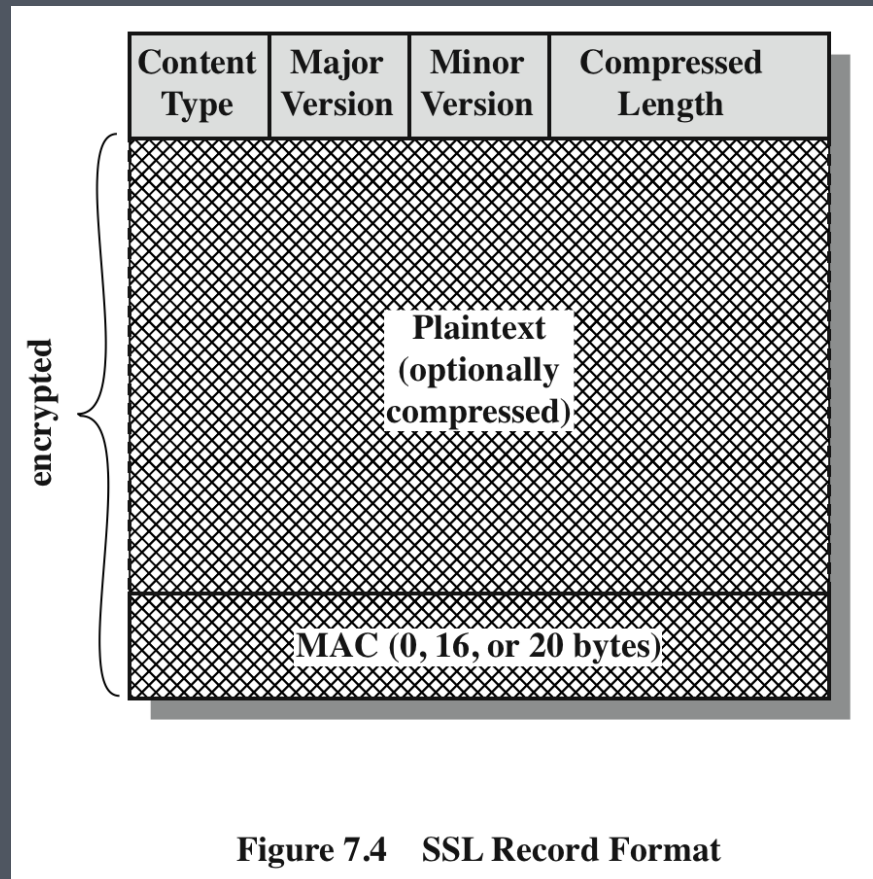 Content Type
Major Version
Minor Version
Compressed Length
encrypted
Plaintext
(optionally
compressed)
MAC (0, 16, or 20 bytes)
Figure 7.4 SSL Record Format